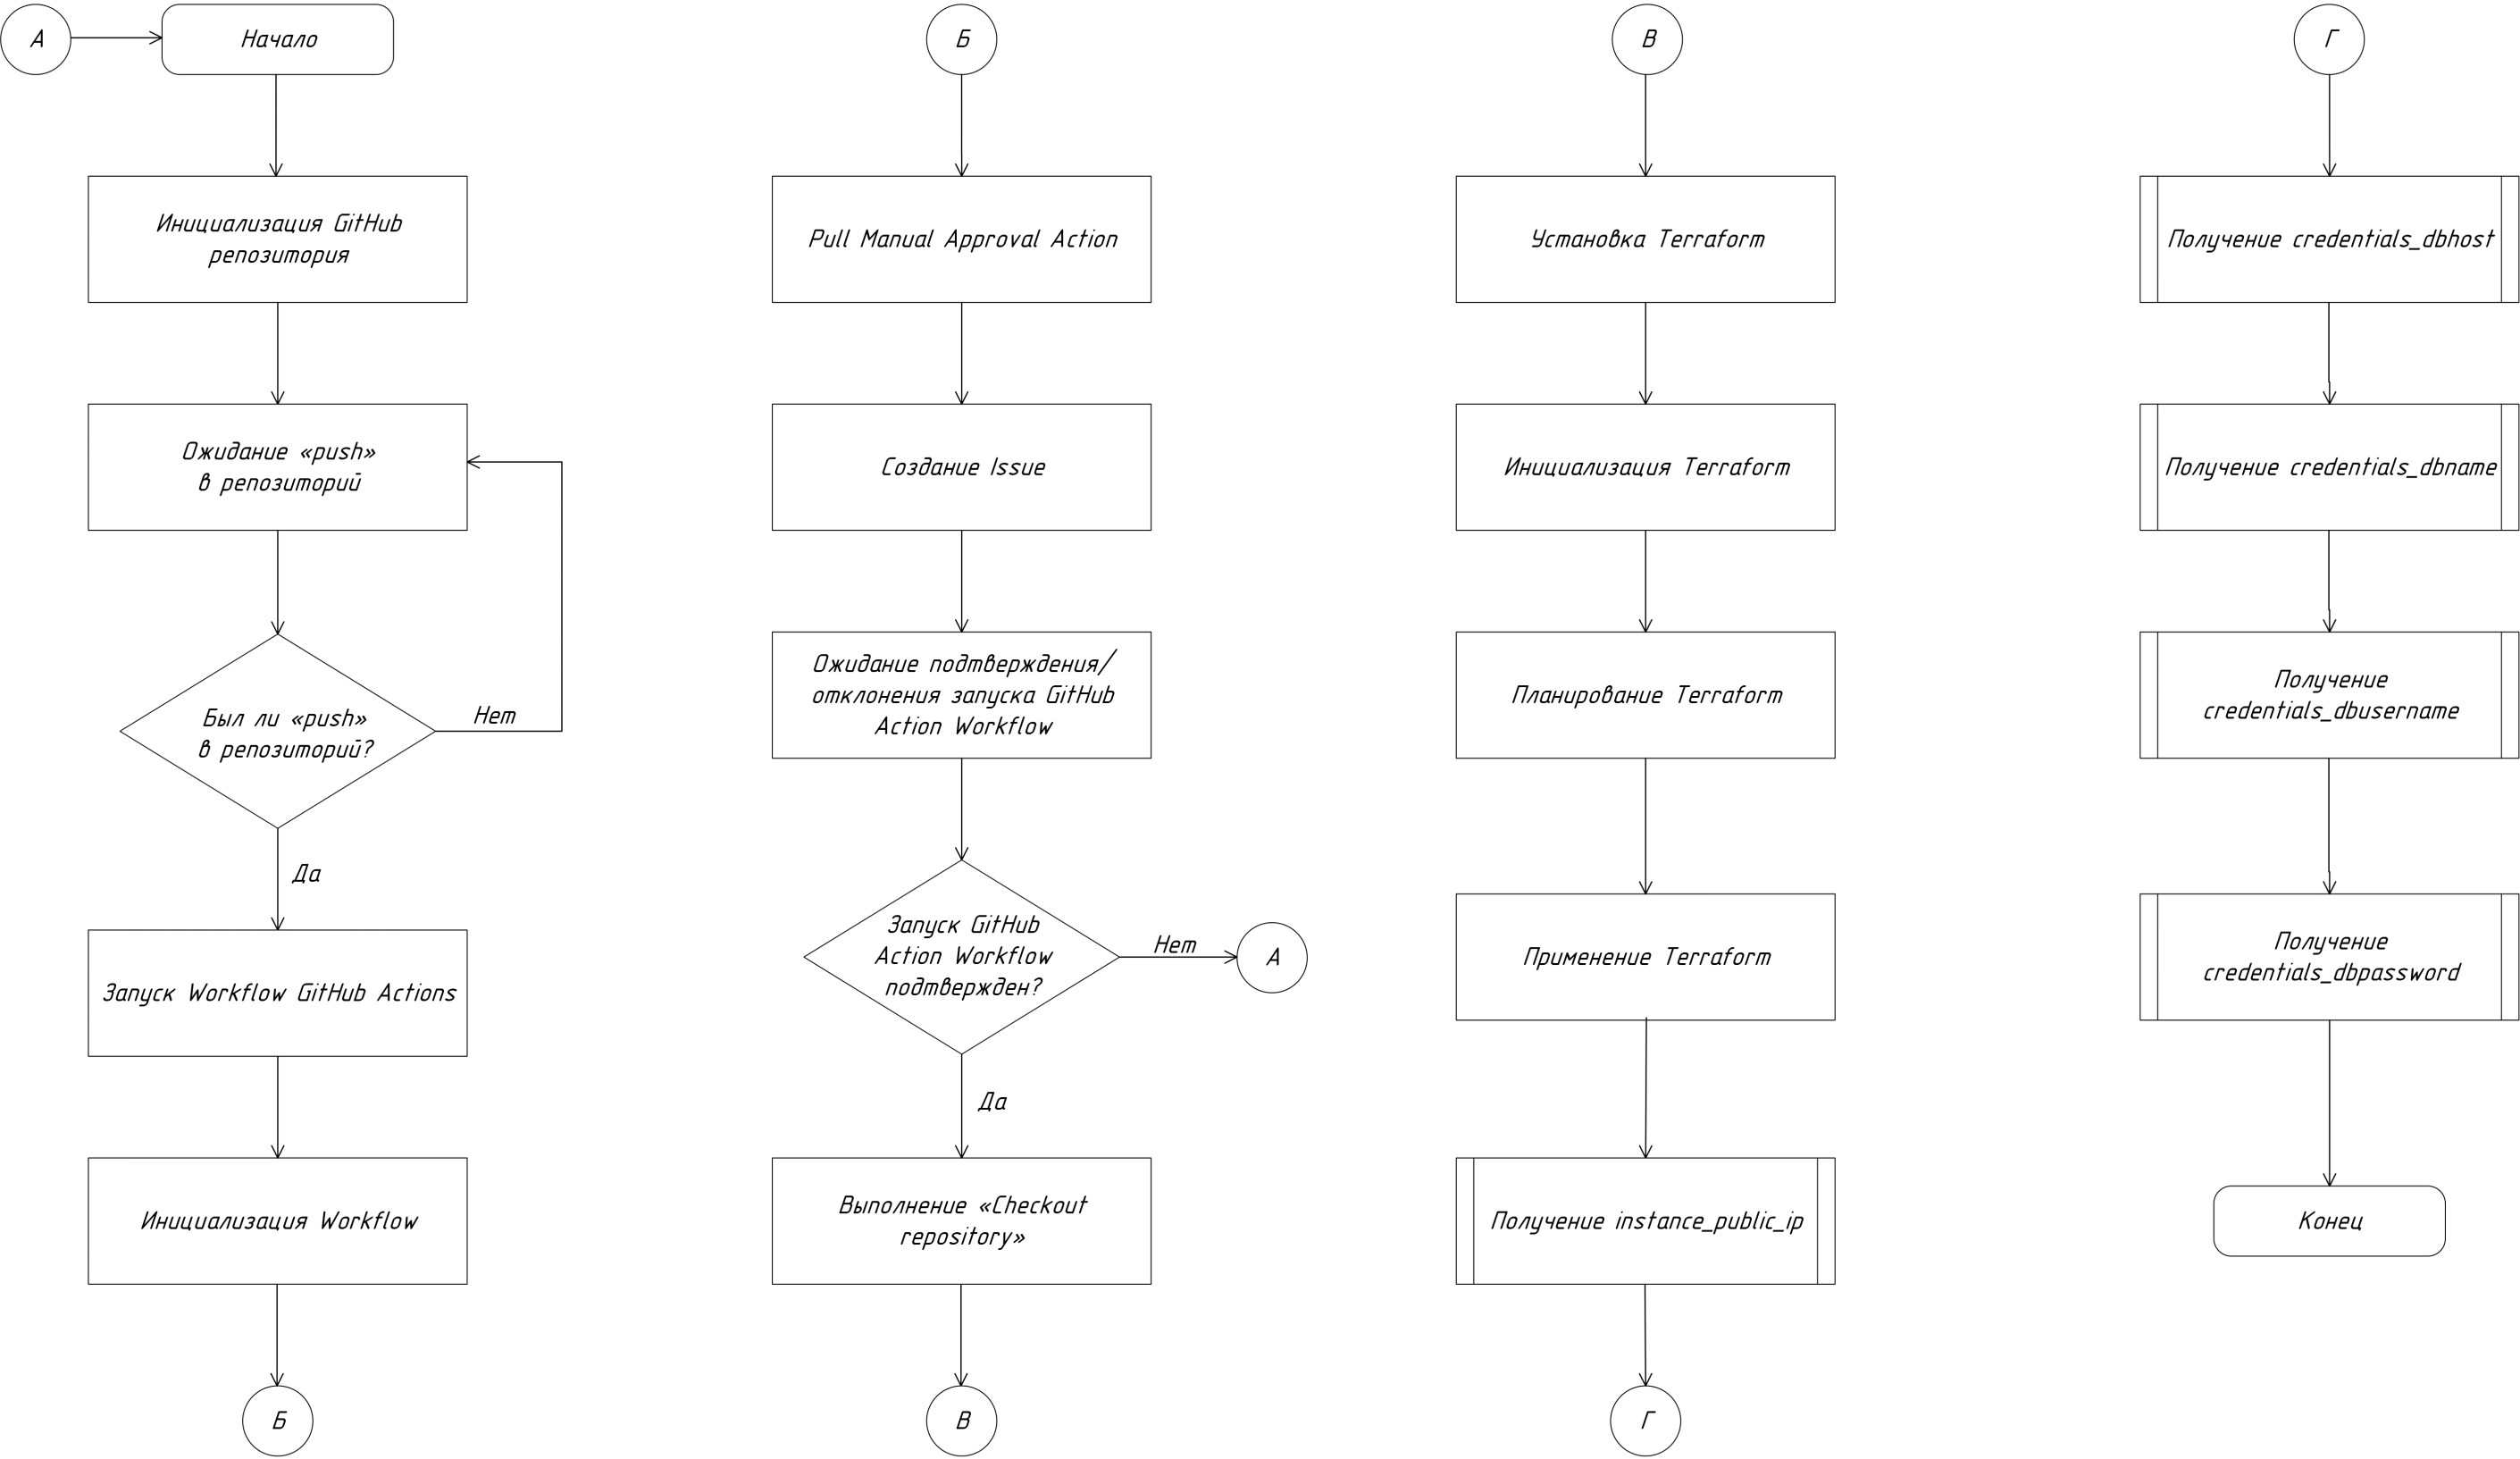 А
Начало
Инициализация GitHub
репозитория
Ожидание «push»
в репозиторий
Был ли «push»
в репозиторий?
Нет
Да
Запуск Workflow GitHub Actions
Инициализация Workflow
Б
Б
Pull Manual Approval Action
Создание Issue
Ожидание подтверждения/
отклонения запуска GitHub
Action Workflow
Запуск GitHub
Action Workflow
подтвержден?
Нет
А
Да
Выполнение «Checkout
repository»
В
В
Установка Terraform
Инициализация Terraform
Планирование Terraform
Применение Terraform
Получение instance_public_ip
Г
Г
Получение credentials_dbhost
Получение credentials_dbname
Получение
credentials_dbusername
Получение
credentials_dbpassword
Конец